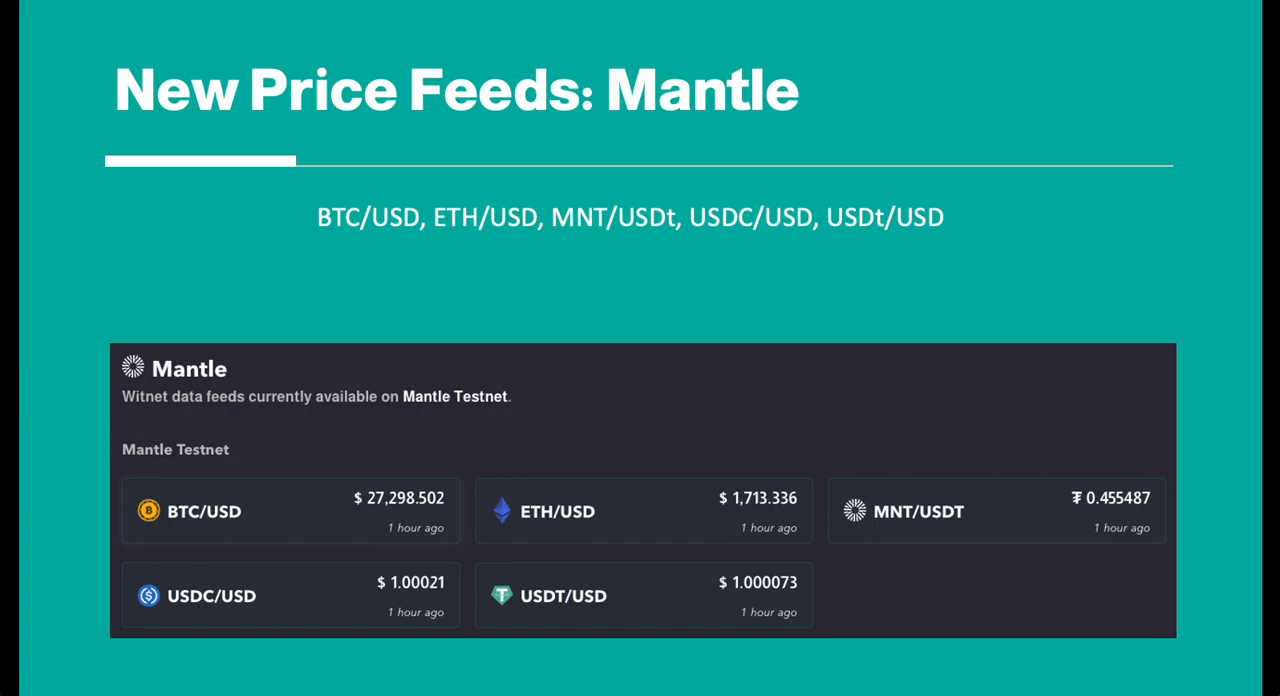 New Price Feeds: Mantle
BTC/USD, ETH/USD, MNT/USDt, USDC/USD, USDt/USD
Mantle
Witnet data feeds currently available on Mantle Testnet.
Mantle Testnet
BTC/USD
$ 27,298.502
1 hour ago
ETH/USD
$ 1,713.336
1 hour ago
MNT/USDT
₮ 0.455487
1 hour ago
USDC/USD
$ 1.00021
1 hour ago
USDT/USD
$ 1.000073
1 hour ago